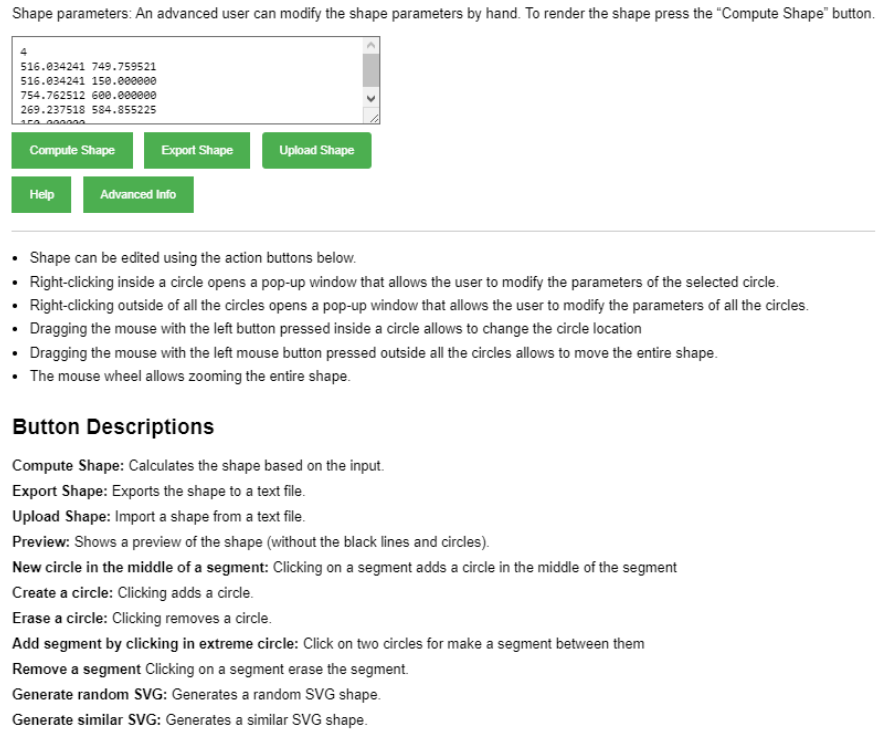 Shape parameters: An advanced user can modify the shape parameters by hand. To render the shape press the “Compute Shape” button.
4
516.034241 749.759521
516.034241 150.000000
754.762512 600.000000
269.237518 584.855225
150.000000
Compute Shape Export Shape Upload Shape
Help Advanced Info
• Shape can be edited using the action buttons below.
• Right-clicking inside a circle opens a pop-up window that allows the user to modify the parameters of the selected circle.
• Right-clicking outside of all the circles opens a pop-up window that allows the user to modify the parameters of all the circles.
• Dragging the mouse with the left button pressed inside a circle allows to change the circle location
• Dragging the mouse with the left mouse button pressed outside all the circles allows to move the entire shape.
• The mouse wheel allows zooming the entire shape.
Button Descriptions
Compute Shape: Calculates the shape based on the input.
Export Shape: Exports the shape to a text file.
Upload Shape: Import a shape from a text file.
Preview: Shows a preview of the shape (without the black lines and circles).
New circle in the middle of a segment: Clicking on a segment adds a circle in the middle of the segment
Create a circle: Clicking adds a circle.
Erase a circle: Clicking removes a circle.
Add segment by clicking in extreme circle: Click on two circles for make a segment between them
Remove a segment Clicking on a segment erase the segment.
Generate random SVG: Generates a random SVG shape.
Generate similar SVG: Generates a similar SVG shape.